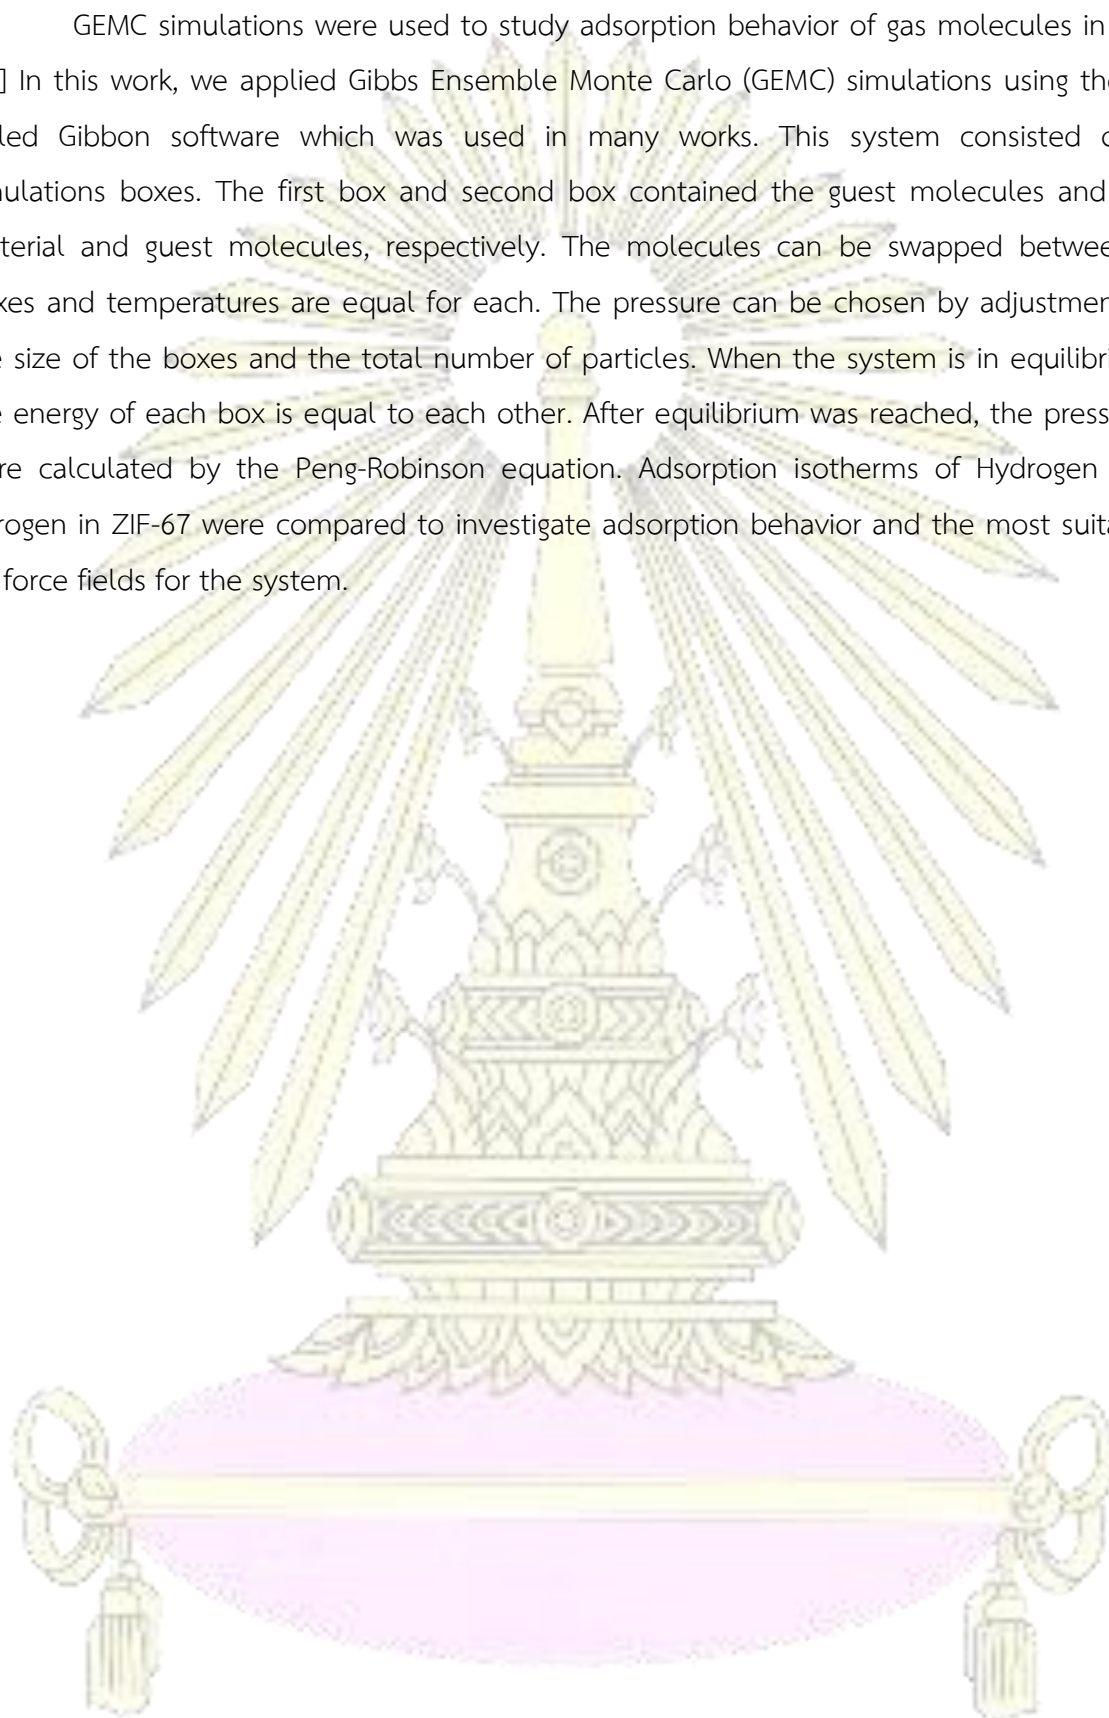 GEMC simulations were used to study adsorption behavior of gas molecules in
] In this work, we applied Gibbs Ensemble Monte Carlo (GEMC) simulations using the
led Gibbon software which was used in many works. This system consisted
ulations boxes. The first box and second box contained the guest molecules and
terial and guest molecules, respectively. The molecules can be swapped betwee
xes and temperatures are equal for each. The pressure can be chosen by adjustmen
e size of the boxes and the total number of particles. When the system is in equilibri
e energy of each box is equal to each other. After equilibrium was reached, the press
re calculated by the Peng-Robinson equation. Adsorption isotherms of Hydrogen
rogen in ZIF-67 were compared to investigate adsorption behavior and the most suita
force fields for the system.